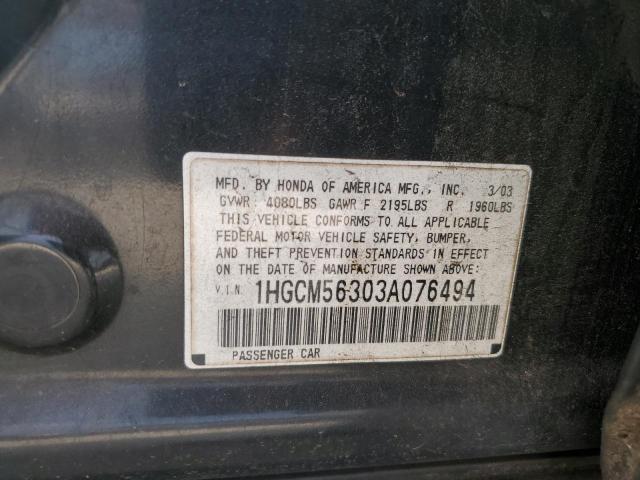 MFD. BY HONDA OF AMERICA MFG., INC. 3/03
GVWR: 4080LBS GAWR F 2195LBS R 1960LBS
THIS VEHICLE CONFORMS TO ALL APPLICABLE
FEDERAL MOTOR VEHICLE SAFETY, BUMPER,
AND THEFT PREVENTION STANDARDS IN EFFECT
ON THE DATE OF MANUFACTURE SHOWN ABOVE:
V.I.N. 1HGCM56303A076494
PASSENGER CAR